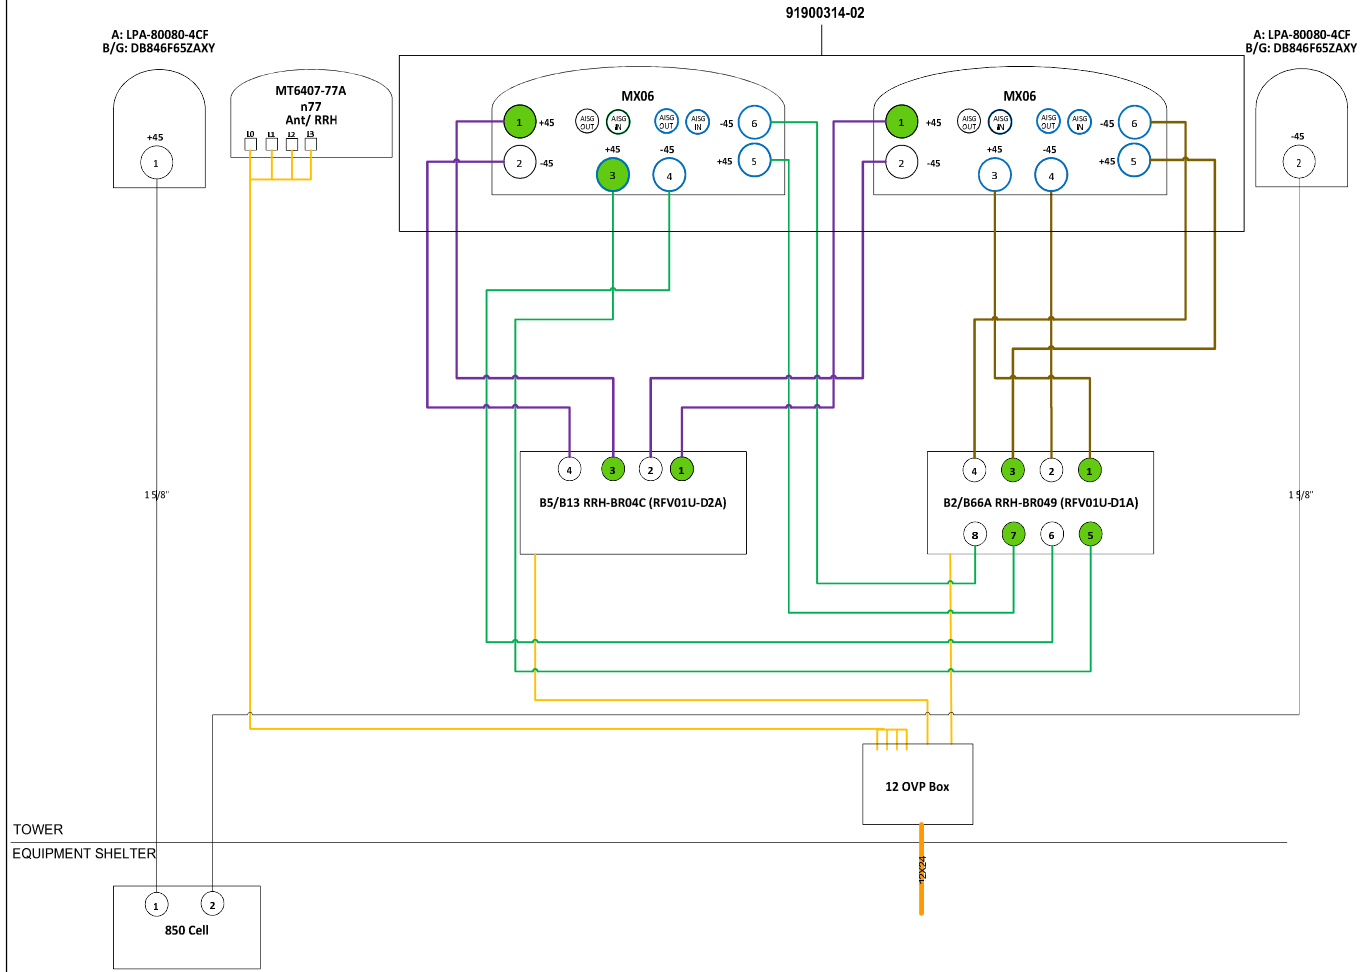 91900314-02
A: LPA-80080-4CF
B/G: DB846F65ZAXY
+45
1
MT6407-77A
n77
Ant/ RRH
L0 L1 L2 L3
MX06
1 +45
2 -45
AISG OUT
AISG IN
AISG OUT
AISG IN
+45
3
-45
4
-45 6
+45 5
MX06
1 +45
2 -45
AISG OUT
AISG IN
AISG OUT
AISG IN
+45
3
-45
4
-45 6
+45 5
A: LPA-80080-4CF
B/G: DB846F65ZAXY
-45
2
1 5/8"
4 3 2 1
B5/B13 RRH-BR04C (RFV01U-D2A)
4 3 2 1
B2/B66A RRH-BR049 (RFV01U-D1A)
8 7 6 5
1 5/8"
12 OVP Box
TOWER
EQUIPMENT SHELTER
12X24
1 2
850 Cell